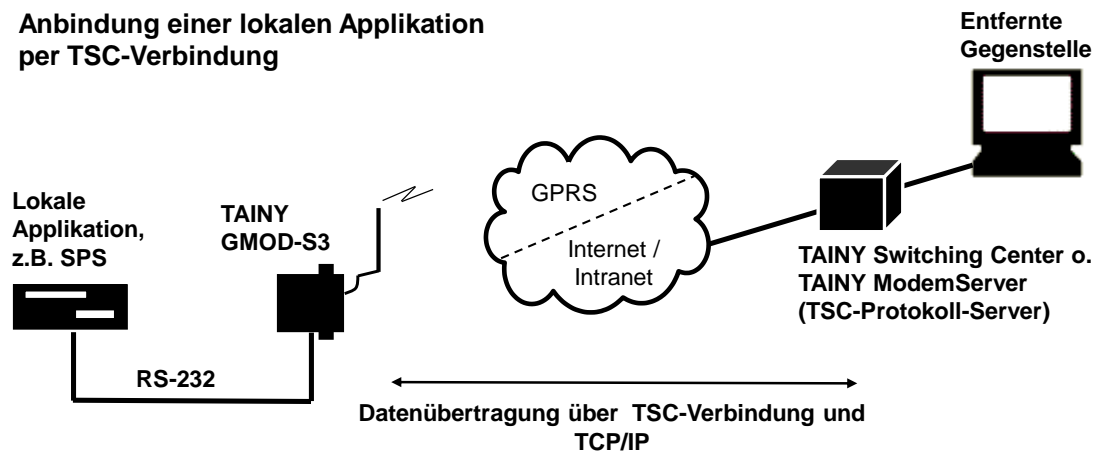 Anbindung einer lokalen Applikation
per TSC-Verbindung
Entfernte
Gegenstelle
Lokale
Applikation,
z.B. SPS
TAINY
GMOD-S3
GPRS
Internet /
Intranet
TAINY Switching Center o.
TAINY ModemServer
(TSC-Protokoll-Server)
RS-232
Datenübertragung über TSC-Verbindung und
TCP/IP